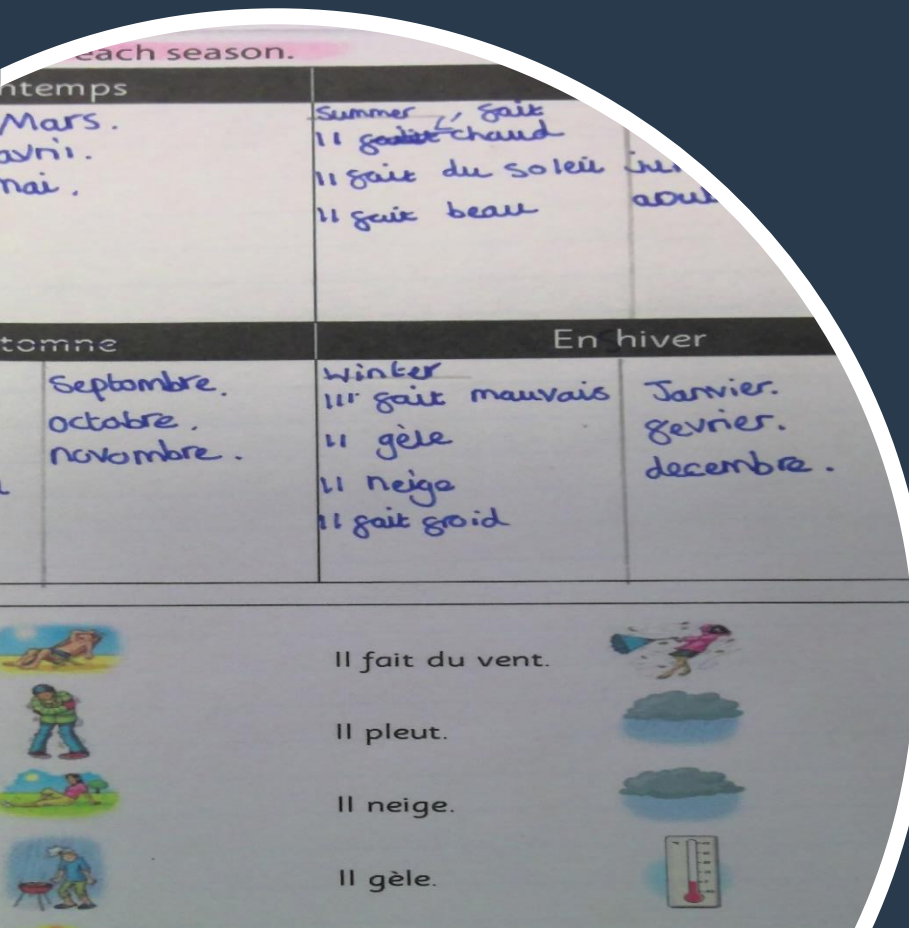 each season.
ntemps
Mars.
avril.
mai.
Summer fait
Il chaud
Il fait du soleil
Il fait beau
tomne
En hiver
Septembre.
octobre.
novembre.
Winter
Il fait mauvais
Il gèle
Il neige
Il fait froid
Janvier.
fevrier.
decembre.
Il fait du vent.
Il pleut.
Il neige.
Il gèle.